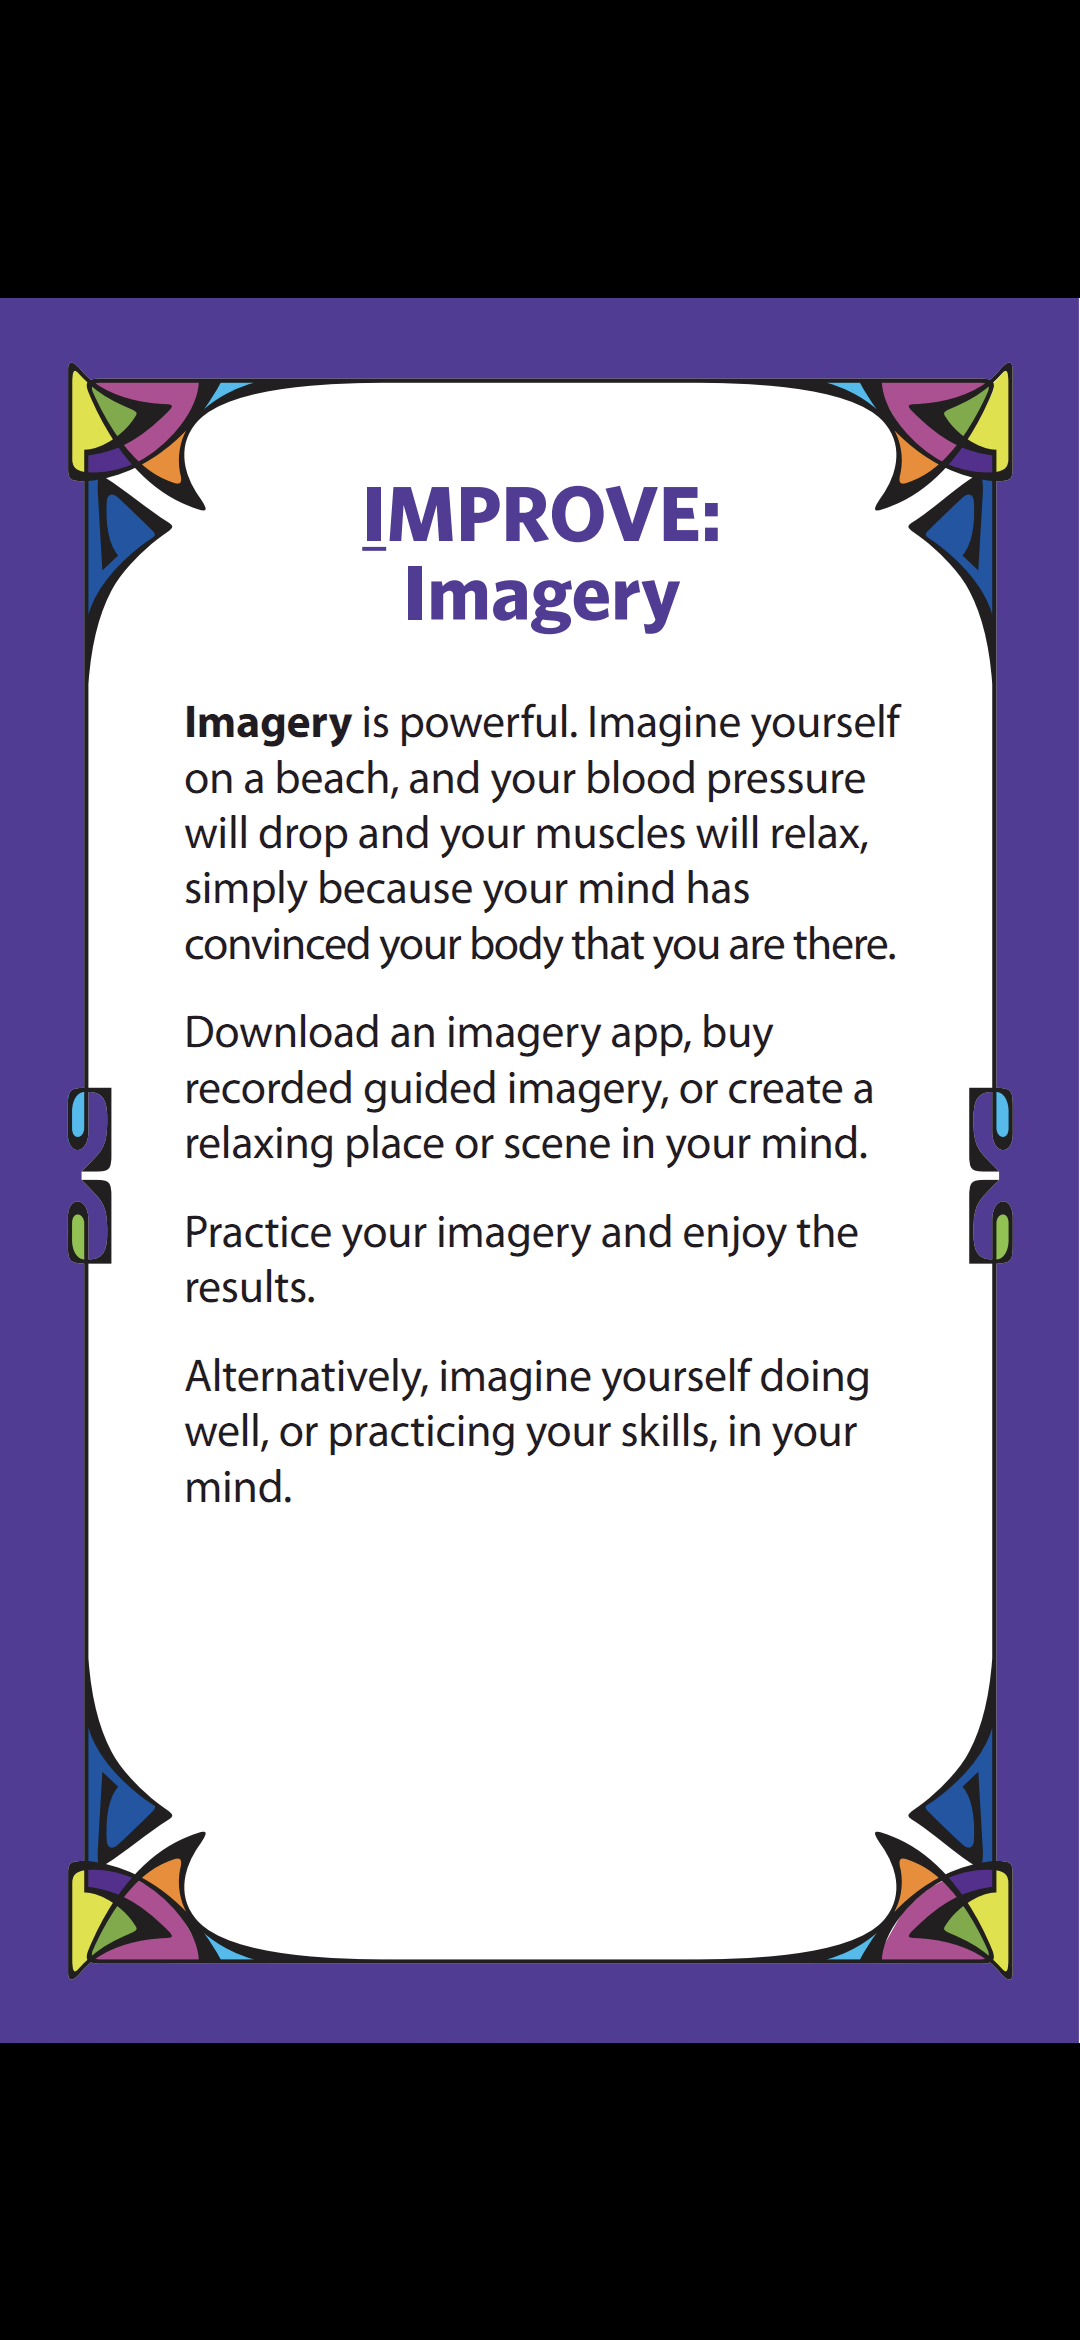 IMPROVE:
Imagery
Imagery is powerful. Imagine yourself
on a beach, and your blood pressure
will drop and your muscles will relax,
simply because your mind has
convinced your body that you are there.
Download an imagery app, buy
recorded guided imagery, or create a
relaxing place or scene in your mind.
Practice your imagery and enjoy the
results.
Alternatively, imagine yourself doing
well, or practicing your skills, in your
mind.